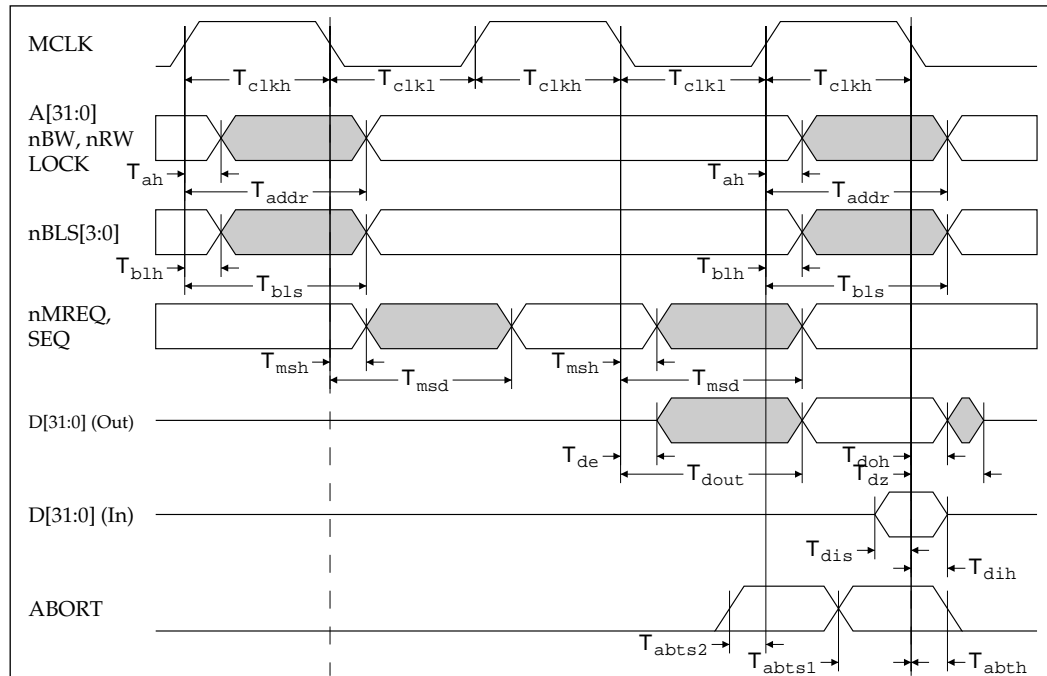 MCLK
T_clkh T_clkl T_clkh T_clkl T_clkh
A[31:0]
nBW, nRW
LOCK
T_ah T_ah
T_addr T_addr
nBLS[3:0]
T_blh T_blh
T_bls T_bls
nMREQ,
SEQ
T_msh T_msh
T_msd T_msd
D[31:0] (Out)
T_de T_doh
T_dout T_dz
D[31:0] (In)
T_dis
T_dih
ABORT
T_abts2
T_abts1 T_abth